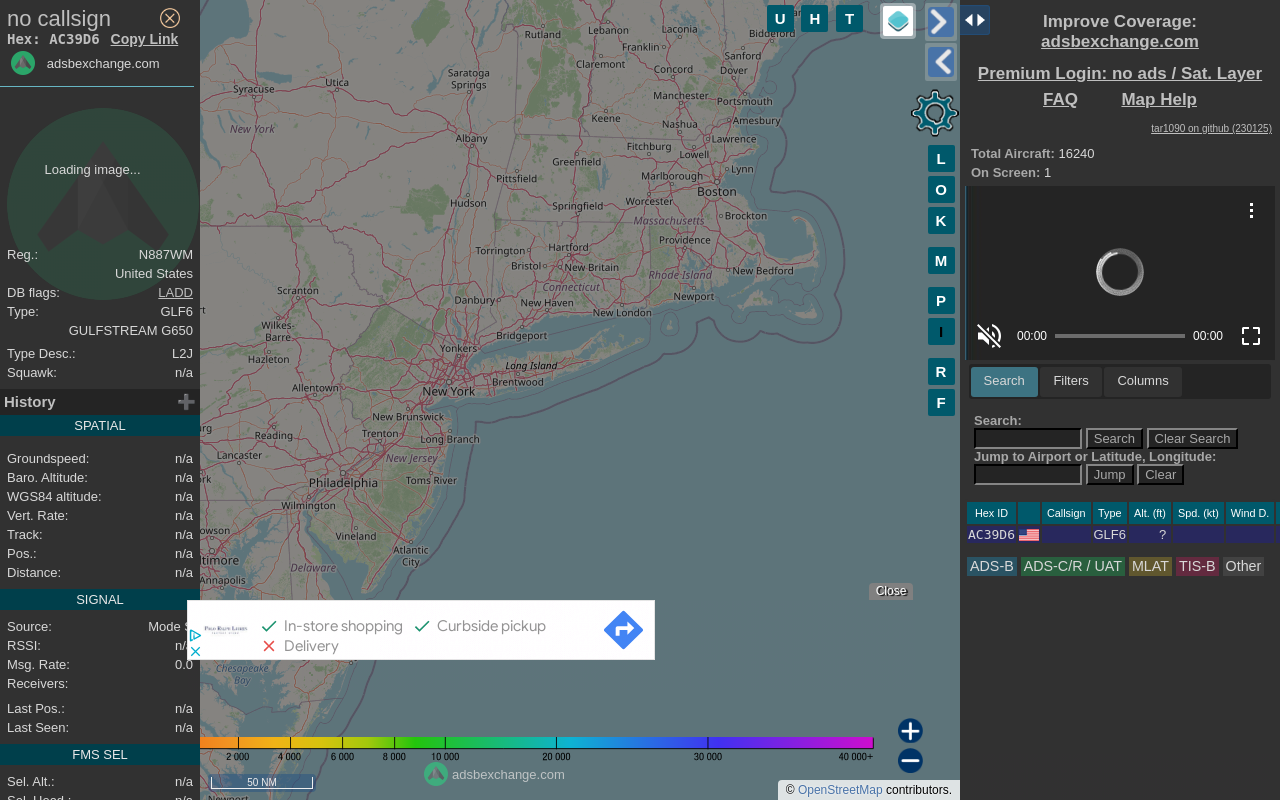 no callsign
Hex: AC39D6 Copy Link
adsbexchange.com
Loading image...
Reg.: N887WM
United States
DB flags: LADD
Type: GLF6
GULFSTREAM G650
Type Desc.: L2J
Squawk: n/a
History
SPATIAL
Groundspeed: n/a
Baro. Altitude: n/a
WGS84 altitude: n/a
Vert. Rate: n/a
Track: n/a
Pos.: n/a
Distance: n/a
SIGNAL
Source: Mode S
RSSI: n/a
Msg. Rate: 0.0
Receivers:
Last Pos.: n/a
Last Seen: n/a
FMS SEL
Sel. Alt.: n/a
Sel. Head.: n/a
U H T
L
O
K
M
P
I
R
F
Rutland
Lebanon
Laconia
Biddeford
Franklin
Claremont
Concord
Sanford
Dover
Saratoga
Springs
Utica
Syracuse
Manchester
Portsmouth
Keene
Nashua
Amesbury
New York
Albany
Fitchburg
Lawrence
Greenfield
Lowell
Lynn
Pittsfield
Marlborough
Boston
Hudson
Springfield
Worcester
Massachusetts
Brockton
Torrington
Hartford
Providence
Bristol
New Britain
Rhode Island
New Bedford
Scranton
Connecticut
Danbury
New Haven
New London
Newport
Wilkes-
Barre
Bridgeport
Hazleton
Yonkers
Long Island
Allentown
New York
Brentwood
New Brunswick
Reading
Trenton
Long Branch
Lancaster
New Jersey
Philadelphia
Toms River
Wilmington
Vineland
Atlantic
City
Annapolis
Delaware
Chesapeake
Bay
Close
In-store shopping Curbside pickup
Delivery
2 000 4 000 6 000 8 000 10 000 20 000 30 000 40 000+
50 NM
adsbexchange.com
© OpenStreetMap contributors.
Improve Coverage:
adsbexchange.com
Premium Login: no ads / Sat. Layer
FAQ Map Help
tar1090 on github (230125)
Total Aircraft: 16240
On Screen: 1
00:00 00:00
Search Filters Columns
Search:
Search Clear Search
Jump to Airport or Latitude, Longitude:
Jump Clear
Hex ID Callsign Type Alt. (ft) Spd. (kt) Wind D.
AC39D6 GLF6 ?
ADS-B ADS-C/R / UAT MLAT TIS-B Other